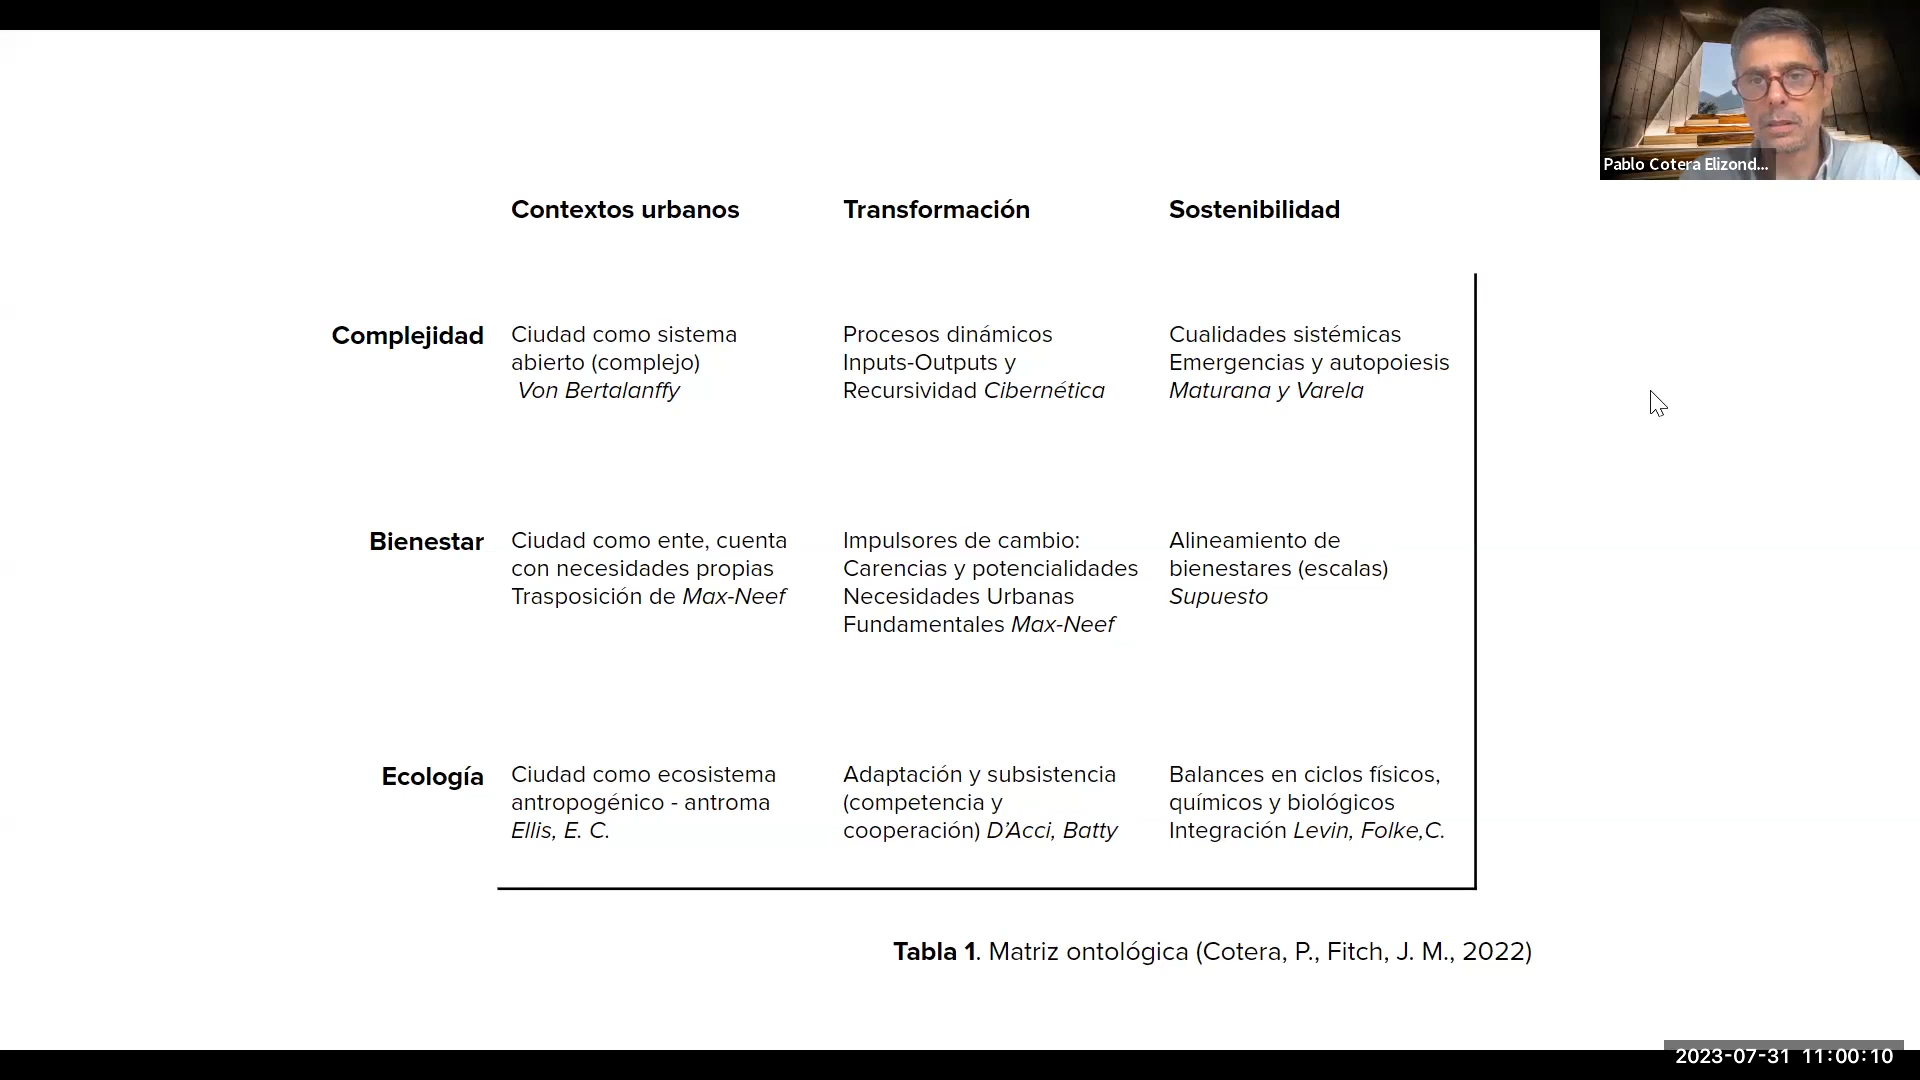 Pablo Cotera Elizond...
Contextos urbanos
Transformación
Sostenibilidad
Complejidad
Ciudad como sistema
abierto (complejo)
Von Bertalanffy
Procesos dinámicos
Inputs-Outputs y
Recursividad Cibernética
Cualidades sistémicas
Emergencias y autopoiesis
Maturana y Varela
Bienestar
Ciudad como ente, cuenta
con necesidades propias
Trasposición de Max-Neef
Impulsores de cambio:
Carencias y potencialidades
Necesidades Urbanas
Fundamentales Max-Neef
Alineamiento de
bienestares (escalas)
Supuesto
Ecología
Ciudad como ecosistema
antropogénico - antroma
Ellis, E. C.
Adaptación y subsistencia
(competencia y
cooperación) D’Acci, Batty
Balances en ciclos físicos,
químicos y biológicos
Integración Levin, Folke,C.
Tabla 1. Matriz ontológica (Cotera, P., Fitch, J. M., 2022)
2023-07-31 11:00:10